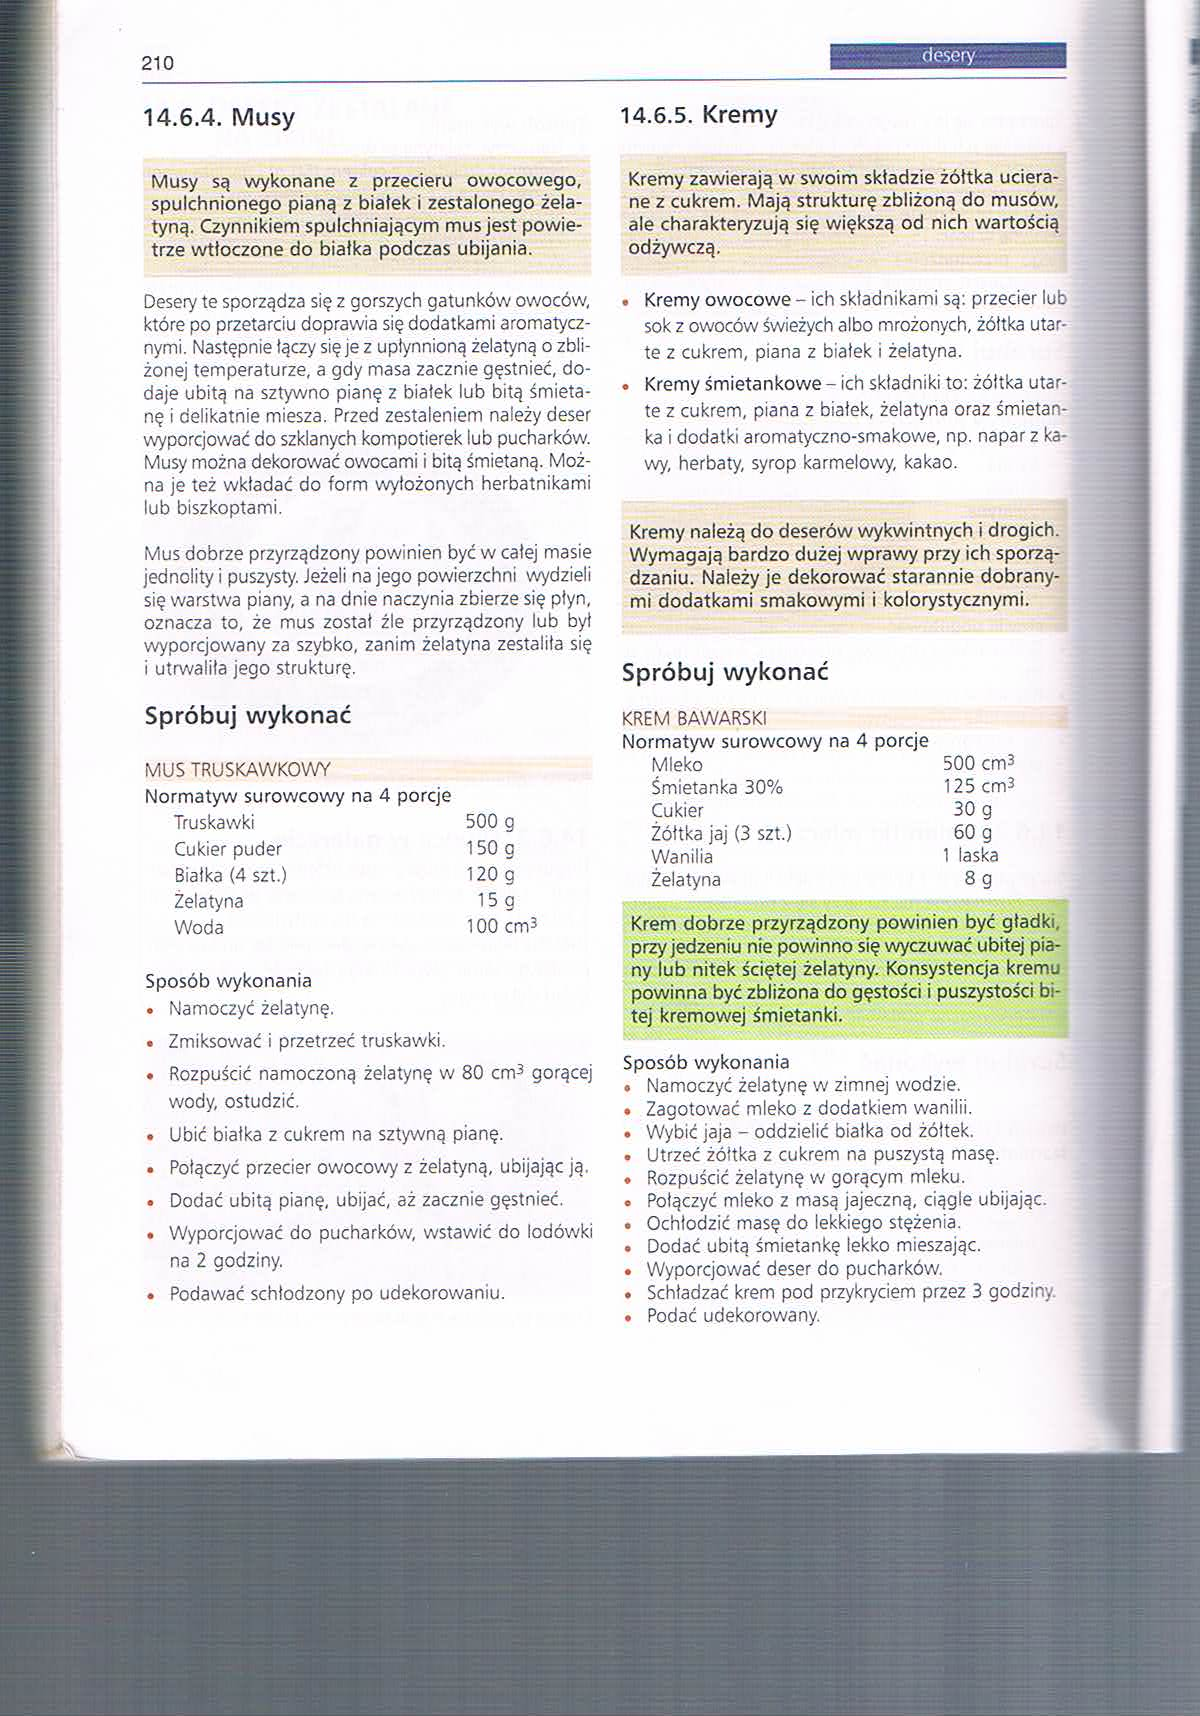 210
desery
14.6.4. Musy
Musy są wykonane z przecieru owocowego,
spulchnionego pianą z białek i zestalonego żela-
tyną. Czynnikiem spulchniającym mus jest powie-
trze wtłoczone do białka podczas ubijania.
Desery te sporządza się z gorszych gatunków owoców,
które po przetarciu doprawia się dodatkami aromatycz-
nymi. Następnie łączy się je z upłynnioną żelatyną o zbli-
żonej temperaturze, a gdy masa zacznie gęstnieć, do-
daje ubitą na sztywno pianę z białek lub bitą śmieta-
nę i delikatnie miesza. Przed zestaleniem należy deser
wyporcjować do szklanych kompotierek lub pucharków.
Musy można dekorować owocami i bitą śmietaną. Moż-
na je też wkładać do form wyłożonych herbatnikami
lub biszkoptami.
Mus dobrze przyrządzony powinien być w całej masie
jednolity i puszysty. Jeżeli na jego powierzchni wydzieli
się warstwa piany, a na dnie naczynia zbierze się płyn,
oznacza to, że mus został źle przyrządzony lub był
wyporcjowany za szybko, zanim żelatyna zestaliła się
i utrwaliła jego strukturę.
Spróbuj wykonać
MUS TRUSKAWKOWY
Normatyw surowcowy na 4 porcje
Truskawki 500 g
Cukier puder 150 g
Białka (4 szt.) 120 g
Żelatyna 15 g
Woda 100 cm³
Sposób wykonania
• Namoczyć żelatynę.
• Zmiksować i przetrzeć truskawki.
• Rozpuścić namoczoną żelatynę w 80 cm³ gorącej
wody, ostudzić.
• Ubić białka z cukrem na sztywną pianę.
• Połączyć przecier owocowy z żelatyną, ubijając ją.
• Dodać ubitą pianę, ubijać, aż zacznie gęstnieć.
• Wyporcjować do pucharków, wstawić do lodówki
na 2 godziny.
• Podawać schłodzony po udekorowaniu.
14.6.5. Kremy
Kremy zawierają w swoim składzie żółtka uciera-
ne z cukrem. Mają strukturę zbliżoną do musów,
ale charakteryzują się większą od nich wartością
odżywczą.
• Kremy owocowe – ich składnikami są: przecier lub
sok z owoców świeżych albo mrożonych, żółtka utar-
te z cukrem, piana z białek i żelatyna.
• Kremy śmietankowe – ich składniki to: żółtka utar-
te z cukrem, piana z białek, żelatyna oraz śmietan-
ka i dodatki aromatyczno-smakowe, np. napar z ka-
wy, herbaty, syrop karmelowy, kakao.
Kremy należą do deserów wykwintnych i drogich.
Wymagają bardzo dużej wprawy przy ich sporzą-
dzaniu. Należy je dekorować starannie dobrany-
mi dodatkami smakowymi i kolorystycznymi.
Spróbuj wykonać
KREM BAWARSKI
Normatyw surowcowy na 4 porcje
Mleko 500 cm³
Śmietanka 30% 125 cm³
Cukier 30 g
Żółtka jaj (3 szt.) 60 g
Wanilia 1 laska
Żelatyna 8 g
Krem dobrze przyrządzony powinien być gładki,
przy jedzeniu nie powinno się wyczuwać ubitej pia-
ny lub nitek ściętej żelatyny. Konsystencja kremu
powinna być zbliżona do gęstości i puszystości bi-
tej kremowej śmietanki.
Sposób wykonania
• Namoczyć żelatynę w zimnej wodzie.
• Zagotować mleko z dodatkiem wanilii.
• Wybić jaja – oddzielić białka od żółtek.
• Utrzeć żółtka z cukrem na puszystą masę.
• Rozpuścić żelatynę w gorącym mleku.
• Połączyć mleko z masą jajeczną, ciągle ubijając.
• Ochłodzić masę do lekkiego stężenia.
• Dodać ubitą śmietankę lekko mieszając.
• Wyporcjować deser do pucharków.
• Schładzać krem pod przykryciem przez 3 godziny.
• Podać udekorowany.